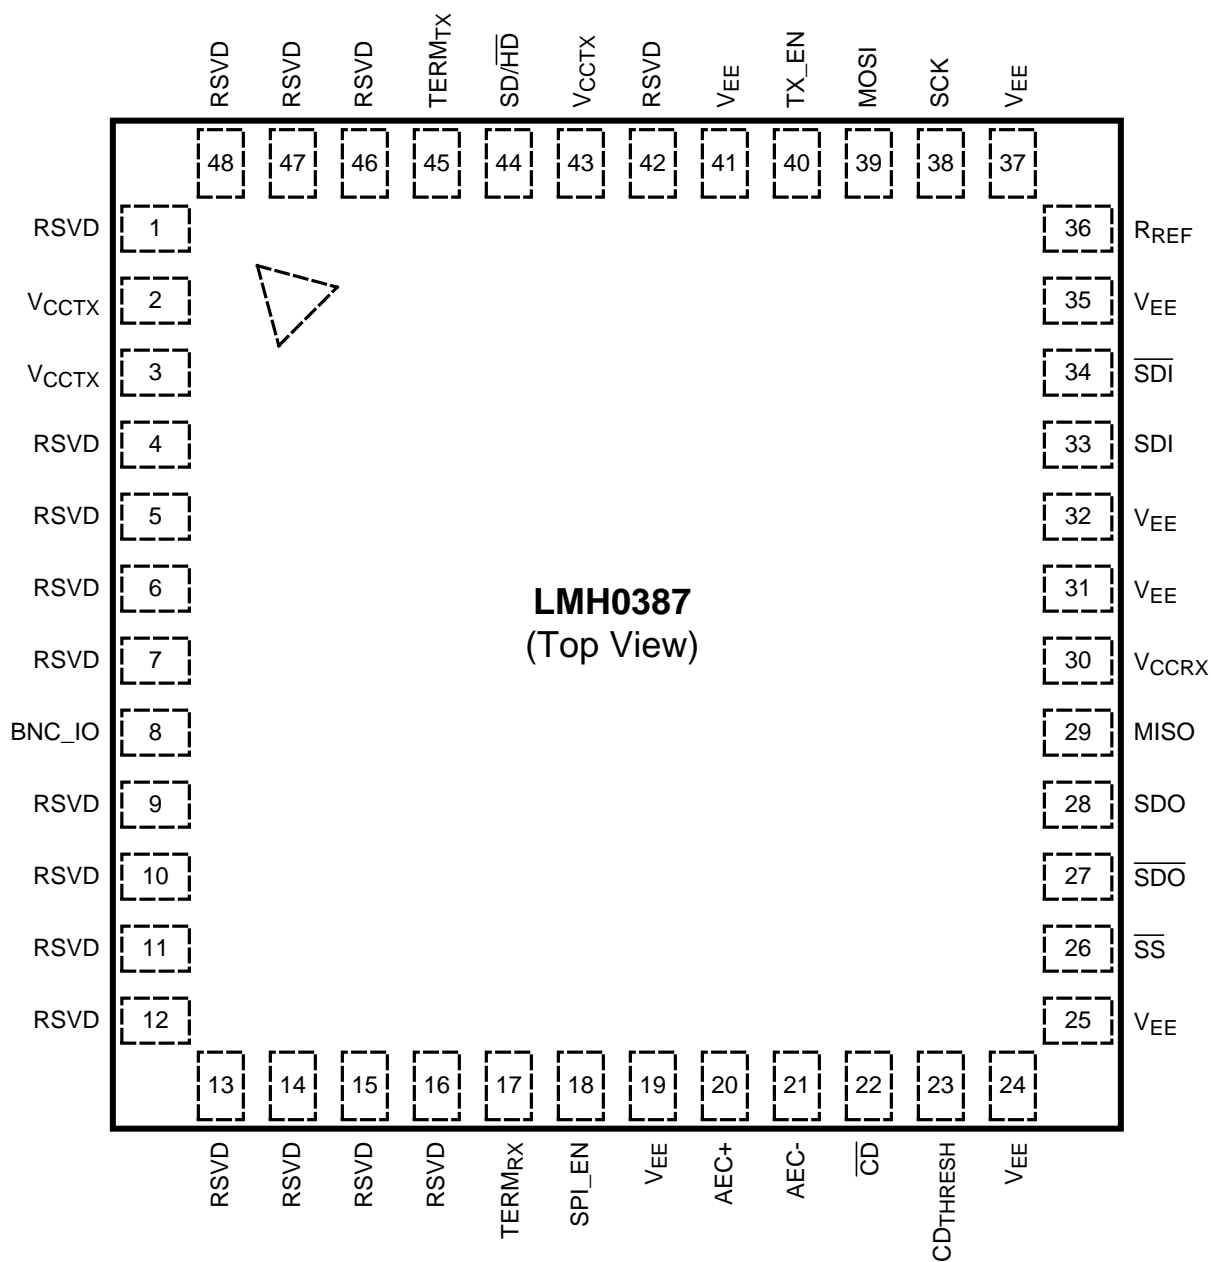 RSVD RSVD RSVD TERMTX SD/H̅D̅ VCCTX RSVD VEE TX_EN MOSI SCK VEE
48 47 46 45 44 43 42 41 40 39 38 37
RSVD 1 36 RREF
VCCTX 2 35 VEE
VCCTX 3 34 S̅D̅I̅
RSVD 4 33 SDI
RSVD 5 32 VEE
RSVD 6 31 VEE
LMH0387
(Top View)
RSVD 7 30 VCCRX
BNC_IO 8 29 MISO
RSVD 9 28 SDO
RSVD 10 27 S̅D̅O̅
RSVD 11 26 S̅S̅
RSVD 12 25 VEE
13 14 15 16 17 18 19 20 21 22 23 24
RSVD RSVD RSVD RSVD TERMRX SPI_EN VEE AEC+ AEC- C̅D̅ CDTHRESH VEE